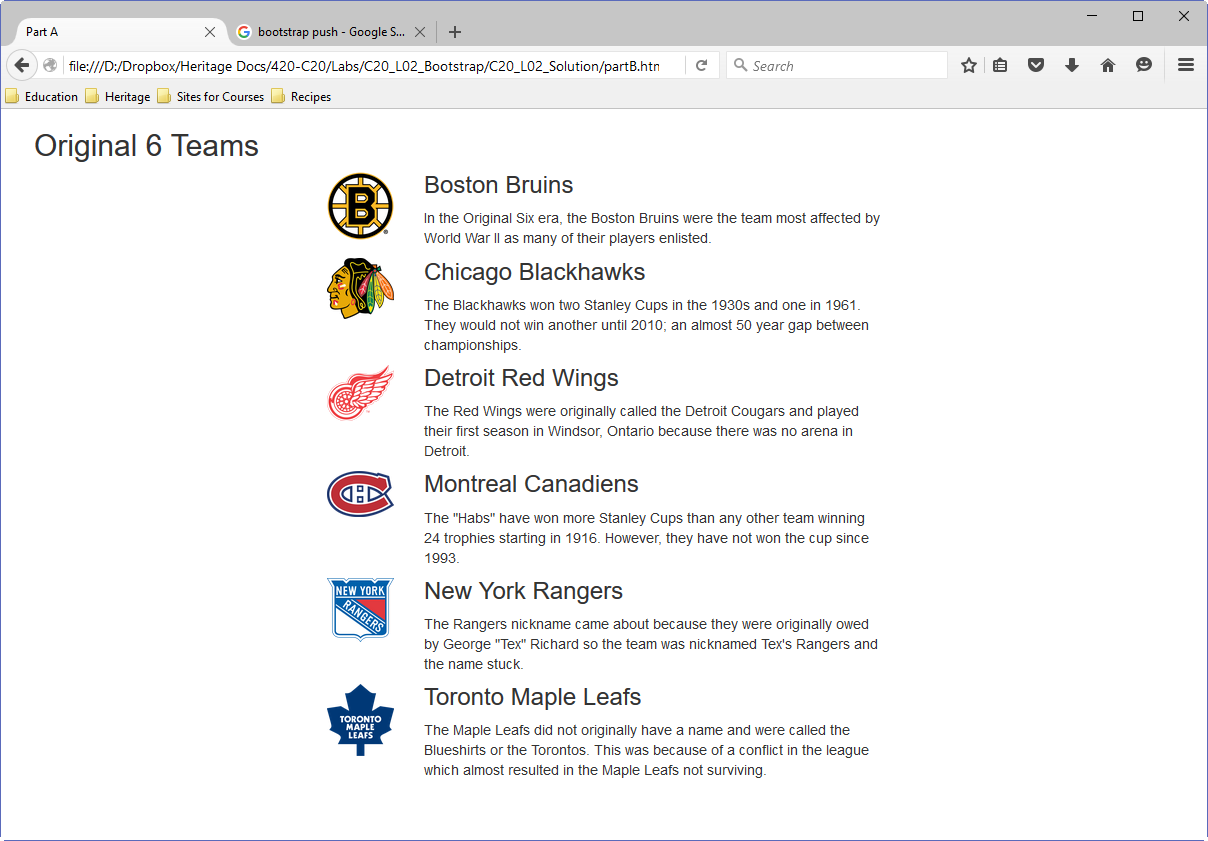 Part A
bootstrap push - Google S...
file:///D:/Dropbox/Heritage Docs/420-C20/Labs/C20_L02_Bootstrap/C20_L02_Solution/partB.htm
Search
Education Heritage Sites for Courses Recipes
Original 6 Teams
B
Boston Bruins
In the Original Six era, the Boston Bruins were the team most affected by
World War II as many of their players enlisted.
Chicago Blackhawks
The Blackhawks won two Stanley Cups in the 1930s and one in 1961.
They would not win another until 2010; an almost 50 year gap between
championships.
Detroit Red Wings
The Red Wings were originally called the Detroit Cougars and played
their first season in Windsor, Ontario because there was no arena in
Detroit.
CH
Montreal Canadiens
The "Habs" have won more Stanley Cups than any other team winning
24 trophies starting in 1916. However, they have not won the cup since
1993.
NEW YORK
RANGERS
New York Rangers
The Rangers nickname came about because they were originally owed
by George "Tex" Richard so the team was nicknamed Tex's Rangers and
the name stuck.
TORONTO
MAPLE
LEAFS
Toronto Maple Leafs
The Maple Leafs did not originally have a name and were called the
Blueshirts or the Torontos. This was because of a conflict in the league
which almost resulted in the Maple Leafs not surviving.